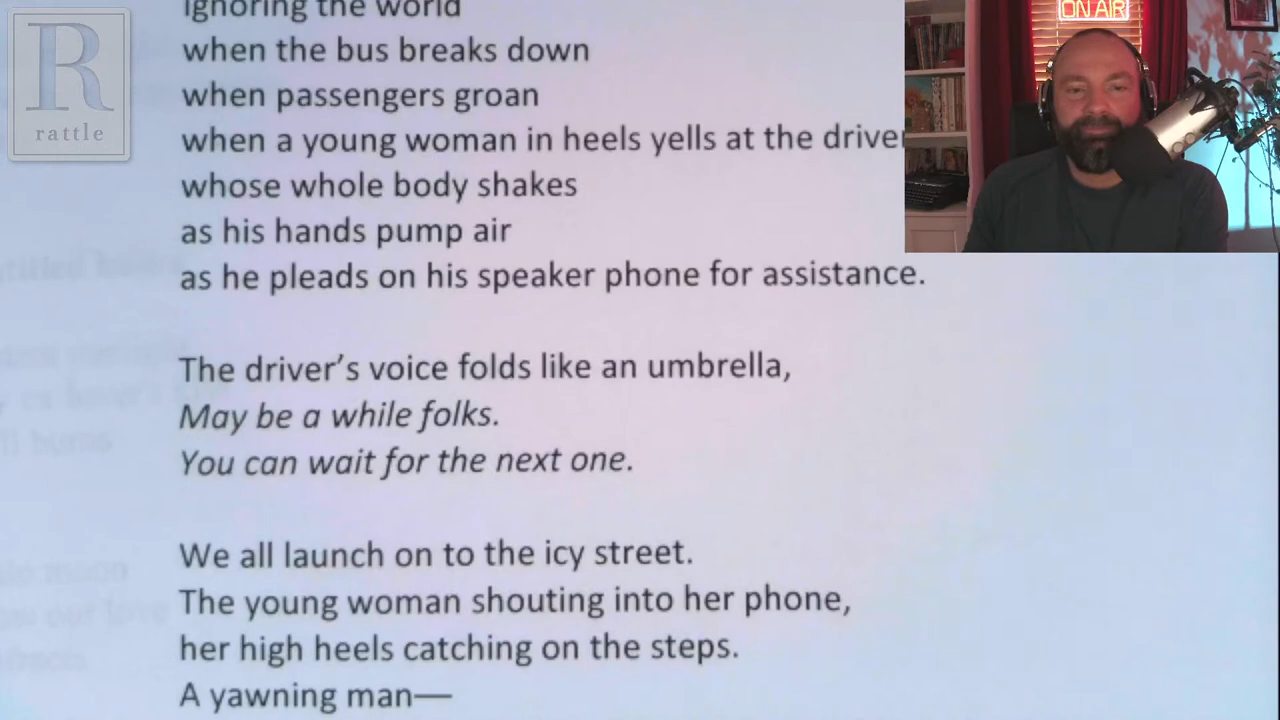 R
rattle
ON AIR
ignoring the world
when the bus breaks down
when passengers groan
when a young woman in heels yells at the driver
whose whole body shakes
as his hands pump air
as he pleads on his speaker phone for assistance.
The driver’s voice folds like an umbrella,
May be a while folks.
You can wait for the next one.
We all launch on to the icy street.
The young woman shouting into her phone,
her high heels catching on the steps.
A yawning man—